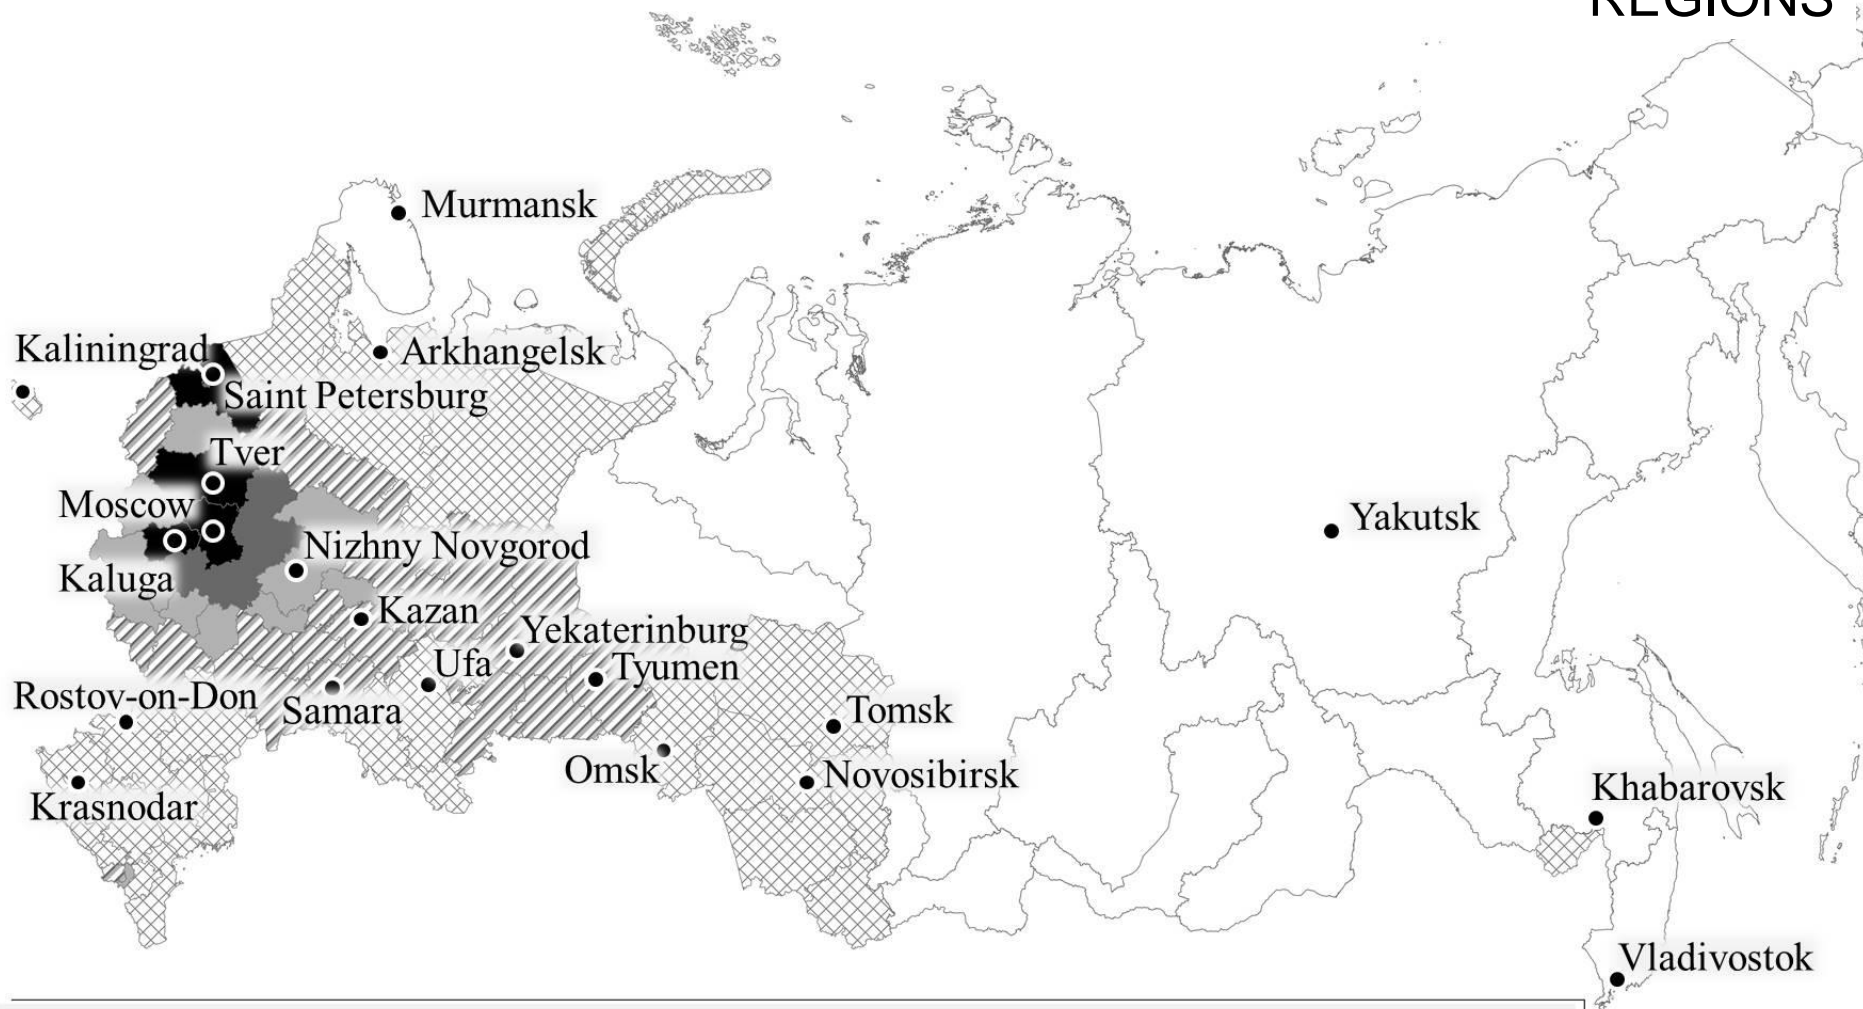 REGIONS
Murmansk
Kaliningrad
Arkhangelsk
Saint Petersburg
Tver
Moscow
Yakutsk
Nizhny Novgorod
Kaluga
Kazan
Yekaterinburg
Ufa
Tyumen
Rostov-on-Don
Samara
Tomsk
Omsk
Novosibirsk
Khabarovsk
Krasnodar
Vladivostok